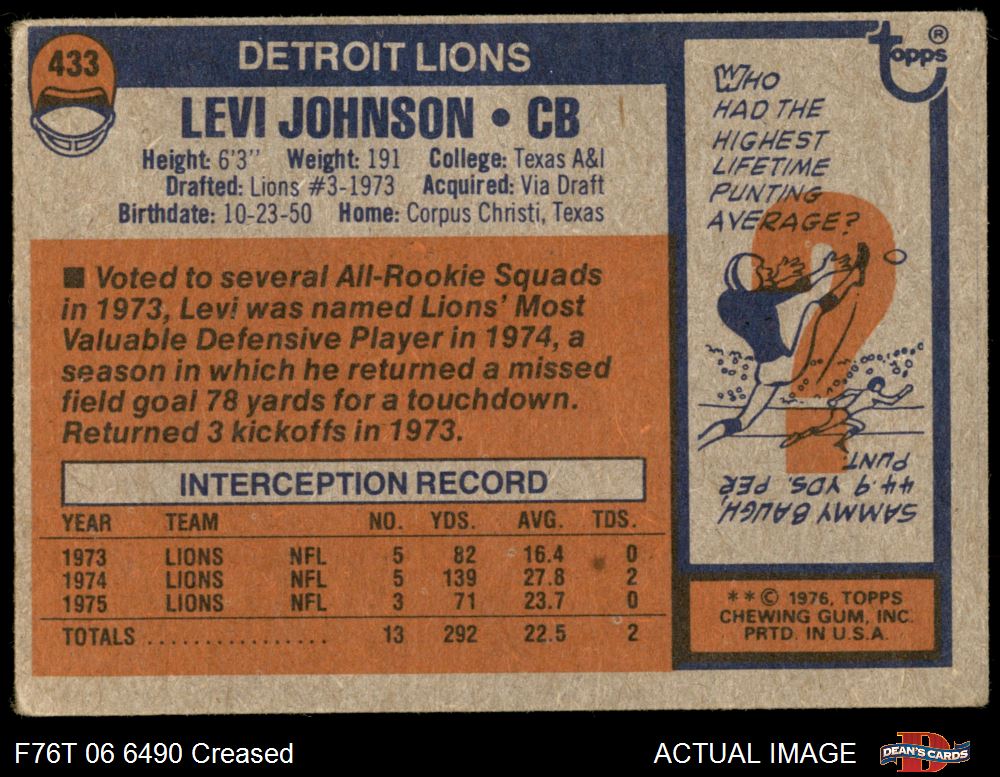 433
DETROIT LIONS
LEVI JOHNSON • CB
Height: 6'3" Weight: 191 College: Texas A&I
Drafted: Lions #3-1973 Acquired: Via Draft
Birthdate: 10-23-50 Home: Corpus Christi, Texas
■ Voted to several All-Rookie Squads
in 1973, Levi was named Lions' Most
Valuable Defensive Player in 1974, a
season in which he returned a missed
field goal 78 yards for a touchdown.
Returned 3 kickoffs in 1973.
INTERCEPTION RECORD
YEAR TEAM NO. YDS. AVG. TDS.
1973 LIONS NFL 5 82 16.4 0
1974 LIONS NFL 5 139 27.8 2
1975 LIONS NFL 3 71 23.7 0
TOTALS ................ 13 292 22.5 2
Topps ®
WHO
HAD THE
HIGHEST
LIFETIME
PUNTING
AVERAGE?
SAMMY BAUGH,
44.9 YDS. PER
PUNT
** © 1976, TOPPS
CHEWING GUM, INC.
PRTD. IN U.S.A.
F76T 06 6490 Creased
ACTUAL IMAGE
DEAN'S CARDS